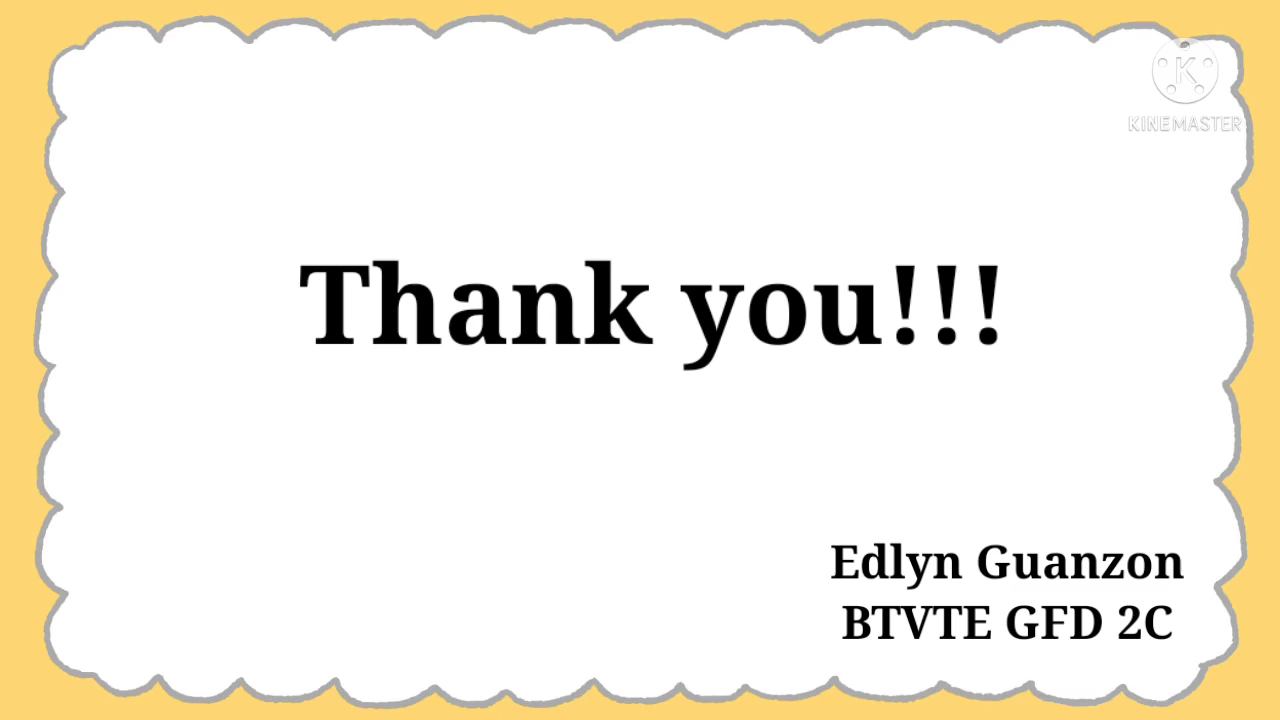 K
KINEMASTER
Thank you!!!
Edlyn Guanzon
BTVTE GFD 2C